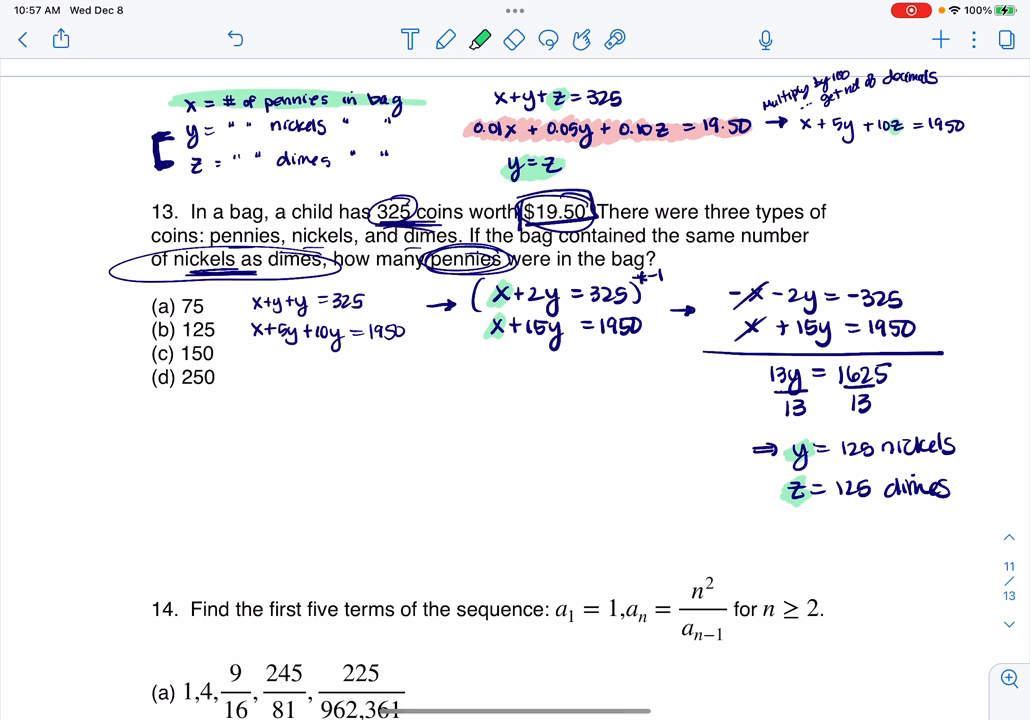 10:57 AM Wed Dec 8
100%
x = # of pennies in bag
y = " " nickels " "
z = " " dimes " "
x+y+z = 325
0.01x + 0.05y + 0.10z = 19.50
y = z
Multiply by 100
... get rid of decimals
→ x + 5y + 10z = 1950
13. In a bag, a child has 325 coins worth $19.50. There were three types of
coins: pennies, nickels, and dimes. If the bag contained the same number
of nickels as dimes, how many pennies were in the bag?
(a) 75
(b) 125
(c) 150
(d) 250
x+y+y = 325
x+5y+10y = 1950
→ (x+2y = 325)*-1
x+15y = 1950
→ -x - 2y = -325
x + 15y = 1950
13y = 1625
13 13
⇒ y = 125 nickels
z = 125 dimes
14. Find the first five terms of the sequence: a₁ = 1, aₙ = n²/aₙ₋₁ for n ≥ 2.
(a) 1,4, 9/16, 245/81, 225/962,361
11
/
13